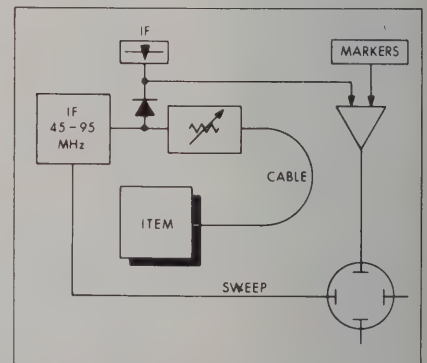 IF
MARKERS
IF
45-95
MHz
CABLE
ITEM
SWEEP